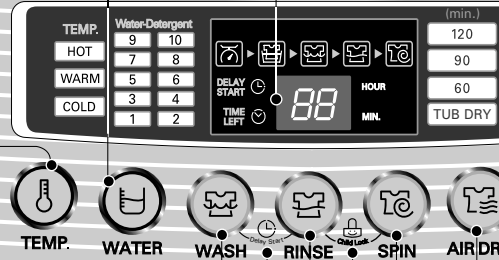 (min.)
TEMP.
Water-Detergent
HOT
WARM
COLD
9 10
7 8
5 6
3 4
1 2
DELAY
START
TIME
LEFT
88
HOUR
MIN.
120
90
60
TUB DRY
TEMP.
WATER
WASH
Delay Start
RINSE
Child Lock
SPIN
AIR DR